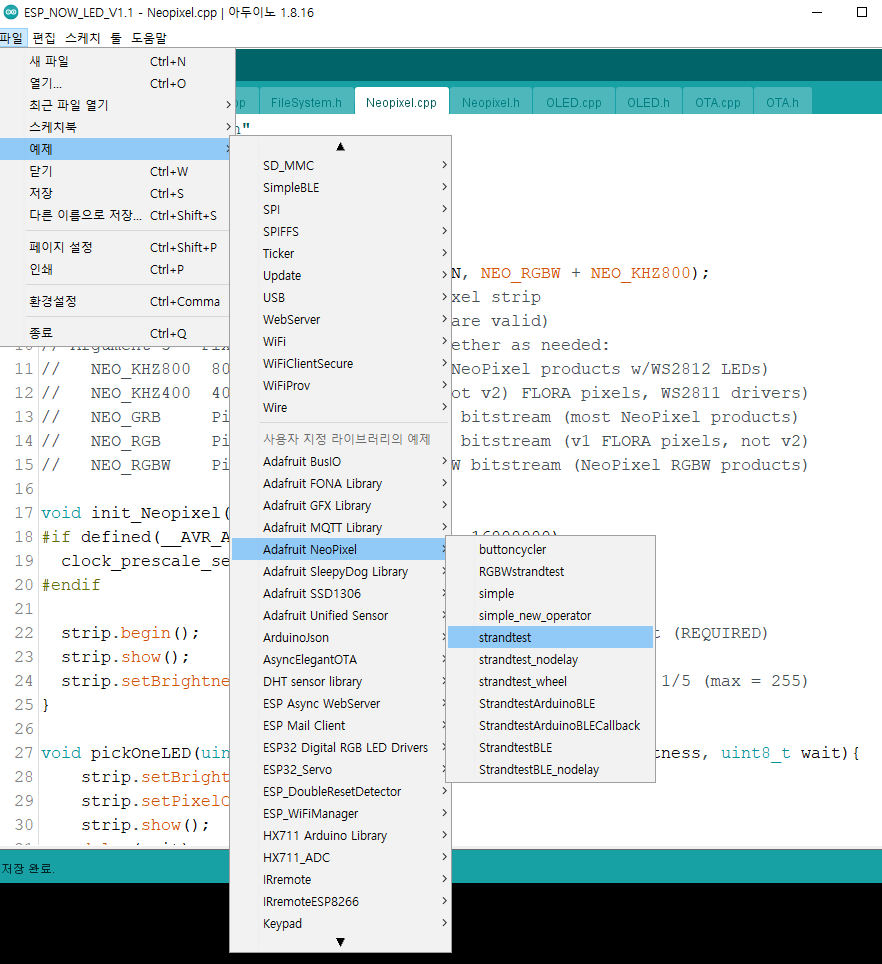 ESP_NOW_LED_V1.1 - Neopixel.cpp | 아두이노 1.8.16
파일 편집 스케치 툴 도움말
새 파일 Ctrl+N
열기... Ctrl+O
최근 파일 열기
스케치북
예제
닫기 Ctrl+W
저장 Ctrl+S
다른 이름으로 저장... Ctrl+Shift+S
페이지 설정 Ctrl+Shift+P
인쇄 Ctrl+P
환경설정 Ctrl+Comma
종료 Ctrl+Q
FileSystem.h Neopixel.cpp Neopixel.h OLED.cpp OLED.h OTA.cpp OTA.h
SD_MMC
SimpleBLE
SPI
SPIFFS
Ticker
Update
USB
WebServer
WiFi
WiFiClientSecure
WiFiProv
Wire
사용자 지정 라이브러리의 예제
Adafruit BusIO
Adafruit FONA Library
Adafruit GFX Library
Adafruit MQTT Library
Adafruit NeoPixel
Adafruit SleepyDog Library
Adafruit SSD1306
Adafruit Unified Sensor
ArduinoJson
AsyncElegantOTA
DHT sensor library
ESP Async WebServer
ESP Mail Client
ESP32 Digital RGB LED Drivers
ESP32_Servo
ESP_DoubleResetDetector
ESP_WiFiManager
HX711 Arduino Library
HX711_ADC
IRremote
IRremoteESP8266
Keypad
buttoncycler
RGBWstrandtest
simple
simple_new_operator
strandtest
strandtest_nodelay
strandtest_wheel
StrandtestArduinoBLE
StrandtestArduinoBLECallback
StrandtestBLE
StrandtestBLE_nodelay
N, NEO_RGBW + NEO_KHZ800);
xel strip
are valid)
ether as needed:
11 // NEO_KHZ800 80 NeoPixel products w/WS2812 LEDs)
12 // NEO_KHZ400 40 ot v2) FLORA pixels, WS2811 drivers)
13 // NEO_GRB Pi bitstream (most NeoPixel products)
14 // NEO_RGB Pi bitstream (v1 FLORA pixels, not v2)
15 // NEO_RGBW Pi W bitstream (NeoPixel RGBW products)
16
17 void init_Neopixel(
18 #if defined(__AVR_A
19 clock_prescale_se
20 #endif
21
22 strip.begin(); t (REQUIRED)
23 strip.show();
24 strip.setBrightne 1/5 (max = 255)
25 }
26
27 void pickOneLED(uin tness, uint8_t wait){
28 strip.setBright
29 strip.setPixelC
30 strip.show();
저장 완료.